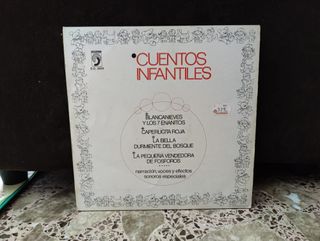 CUENTOS
INFANTILES
BLANCANIEVES
Y LOS 7 ENANITOS
CAPERUCITA ROJA
LA BELLA
DURMIENTE DEL BOSQUE
LA PEQUEÑA VENDEDORA
DE FOSFOROS
narración, voces y efectos
sonoros especiales